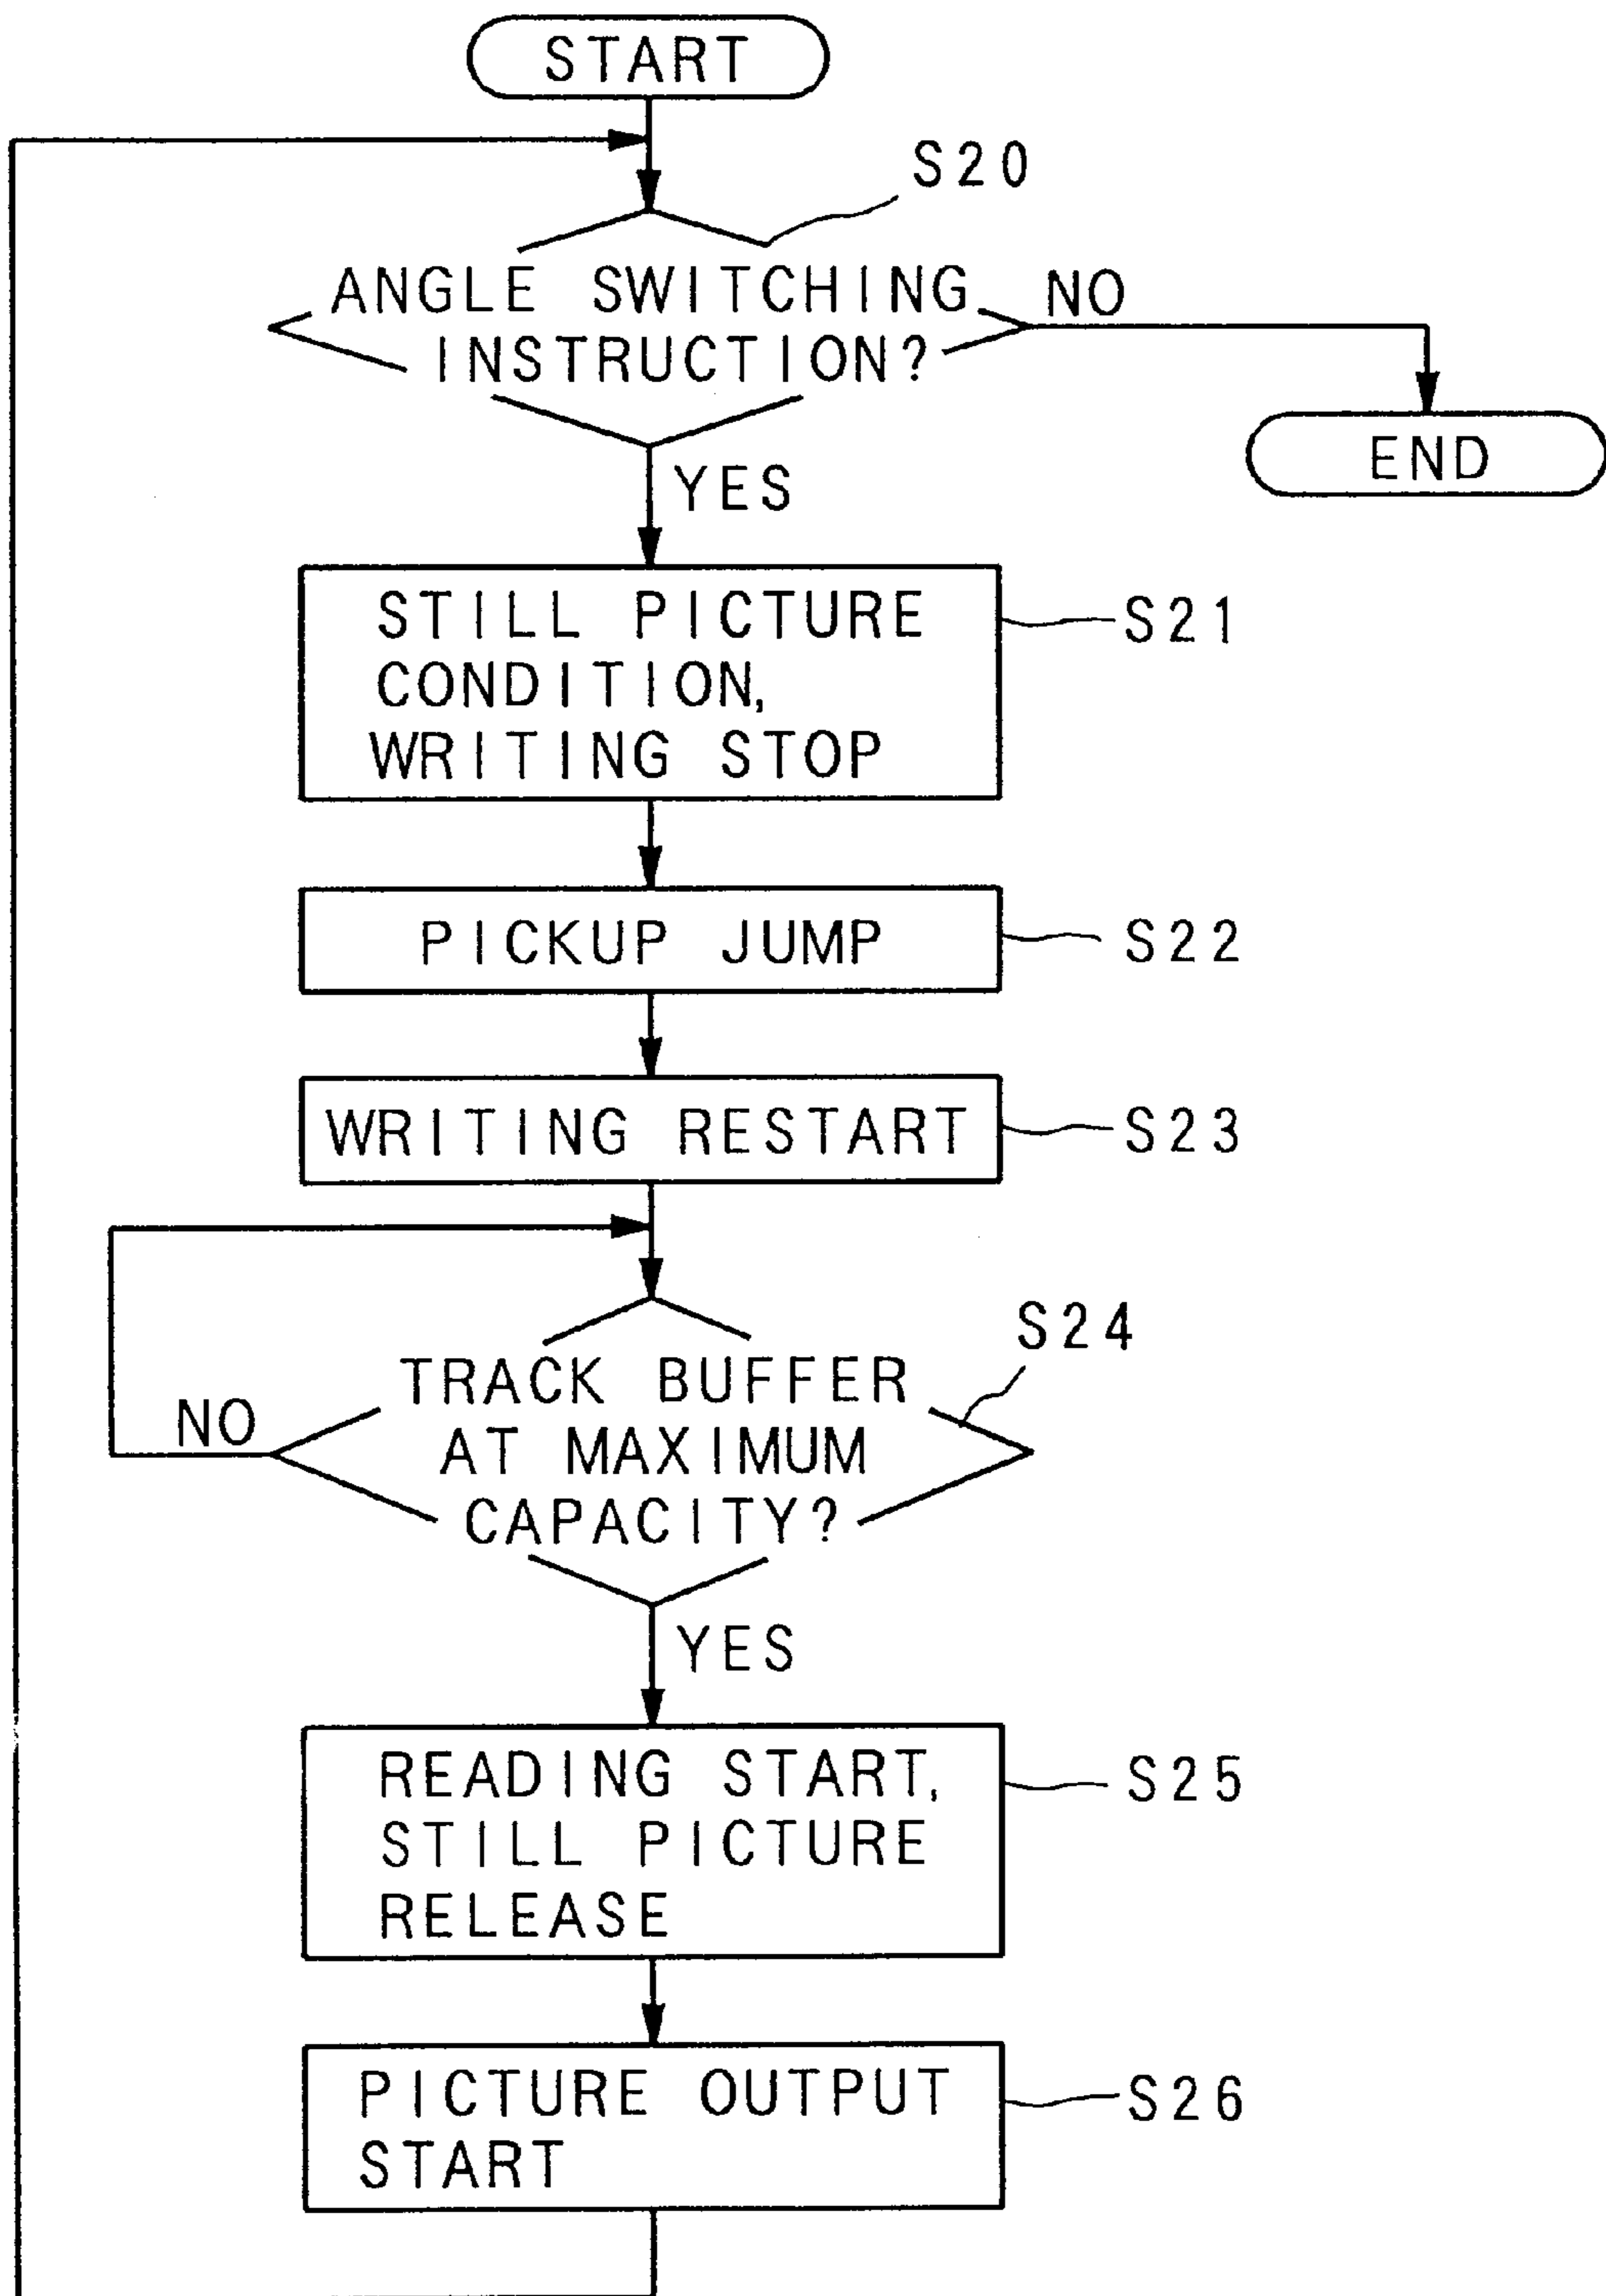 START
S20
ANGLE SWITCHING
INSTRUCTION?
NO
END
YES
STILL PICTURE
CONDITION,
WRITING STOP
S21
PICKUP JUMP
S22
WRITING RESTART
S23
S24
TRACK BUFFER
AT MAXIMUM
CAPACITY?
NO
YES
READING START,
STILL PICTURE
RELEASE
S25
PICTURE OUTPUT
START
S26